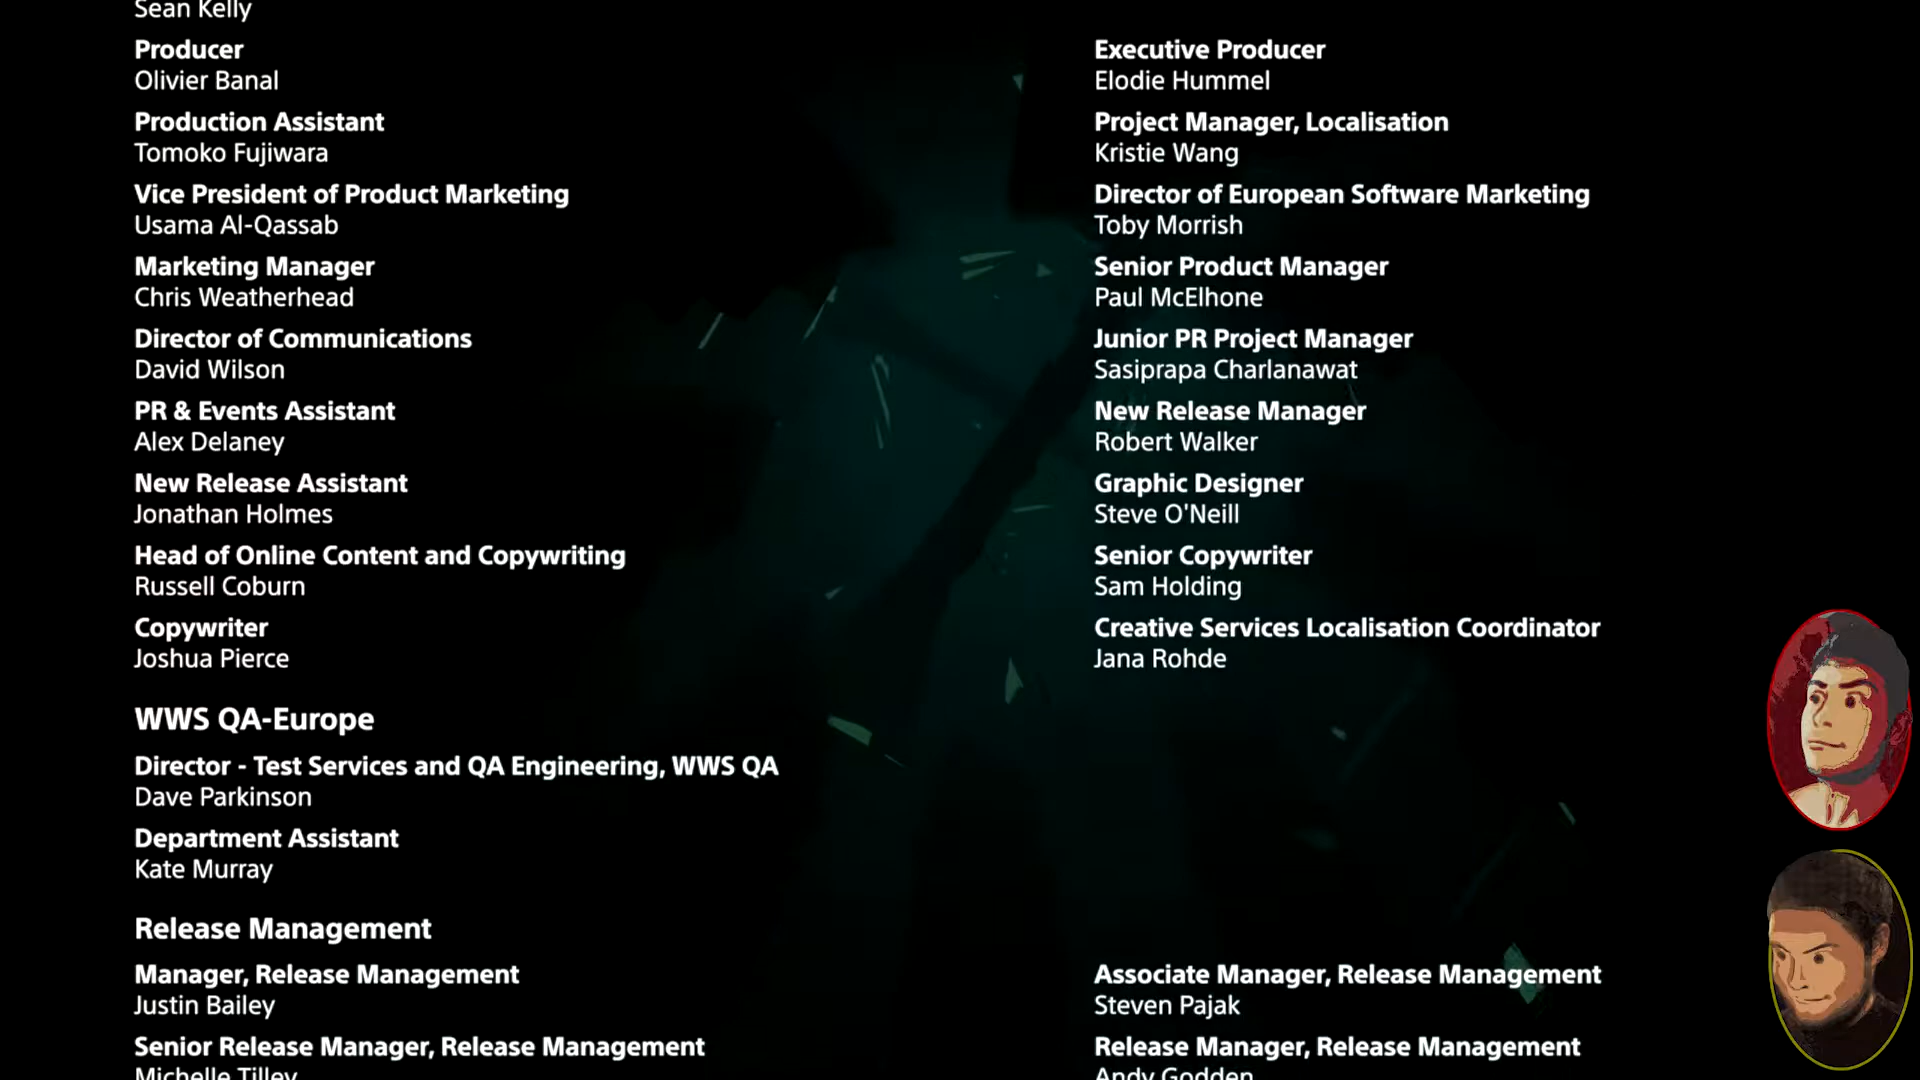 Sean Kelly
Producer
Olivier Banal
Executive Producer
Elodie Hummel
Production Assistant
Tomoko Fujiwara
Project Manager, Localisation
Kristie Wang
Vice President of Product Marketing
Usama Al-Qassab
Director of European Software Marketing
Toby Morrish
Marketing Manager
Chris Weatherhead
Senior Product Manager
Paul McElhone
Director of Communications
David Wilson
Junior PR Project Manager
Sasiprapa Charlanawat
PR & Events Assistant
Alex Delaney
New Release Manager
Robert Walker
New Release Assistant
Jonathan Holmes
Graphic Designer
Steve O'Neill
Head of Online Content and Copywriting
Russell Coburn
Senior Copywriter
Sam Holding
Copywriter
Joshua Pierce
Creative Services Localisation Coordinator
Jana Rohde
WWS QA-Europe
Director - Test Services and QA Engineering, WWS QA
Dave Parkinson
Department Assistant
Kate Murray
Release Management
Manager, Release Management
Justin Bailey
Associate Manager, Release Management
Steven Pajak
Senior Release Manager, Release Management
Michelle Tilley
Release Manager, Release Management
Andy Godden